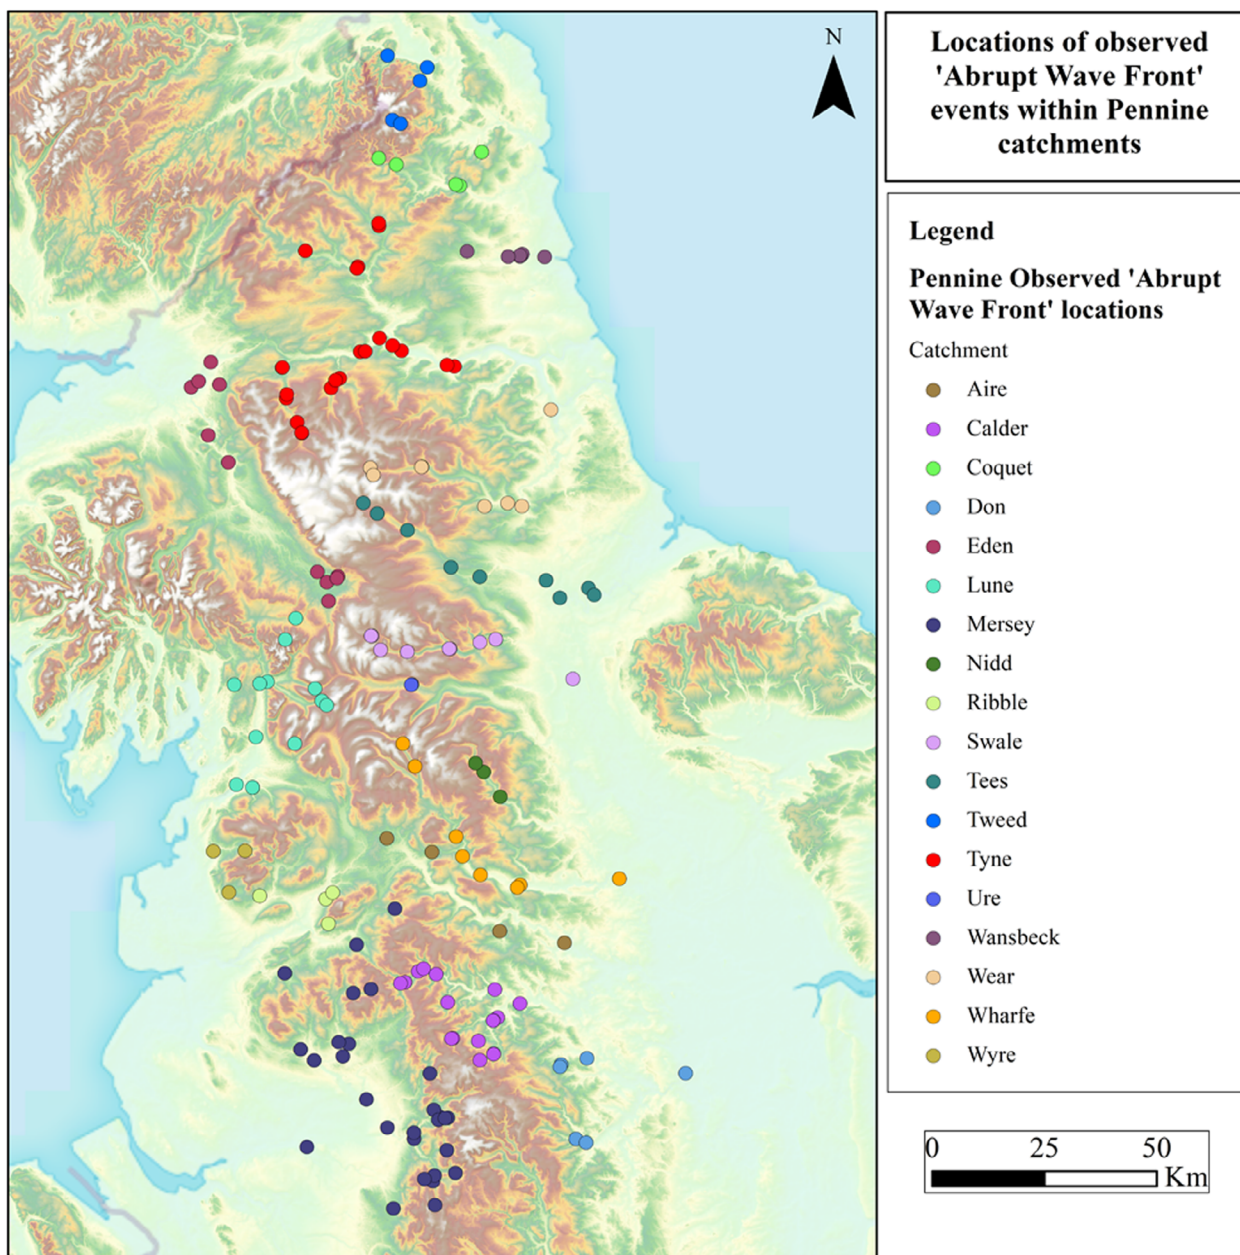 N
Locations of observed
'Abrupt Wave Front'
events within Pennine
catchments
Legend
Pennine Observed 'Abrupt
Wave Front' locations
Catchment
Aire
Calder
Coquet
Don
Eden
Lune
Mersey
Nidd
Ribble
Swale
Tees
Tweed
Tyne
Ure
Wansbeck
Wear
Wharfe
Wyre
0 25 50
Km